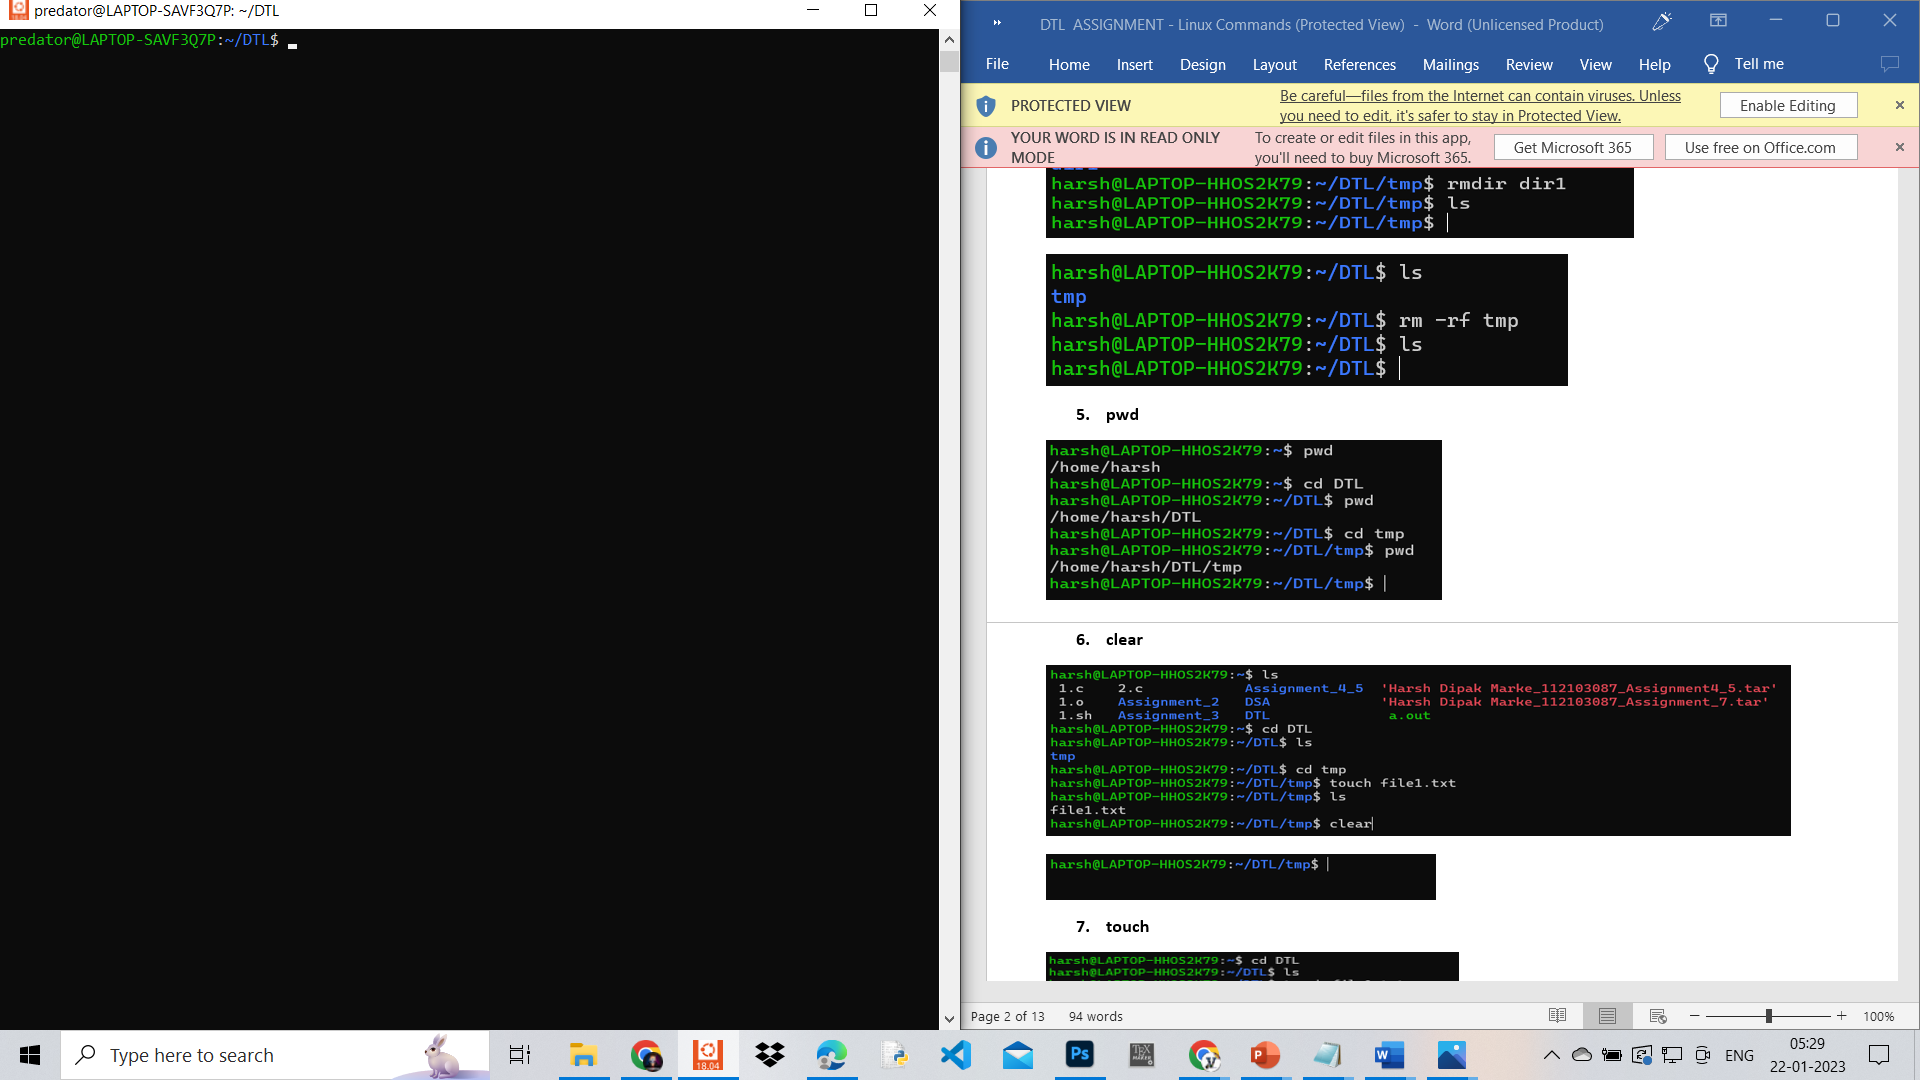 predator@LAPTOP-SAVF3Q7P: ~/DTL
predator@LAPTOP-SAVF3Q7P:~/DTL$
DTL ASSIGNMENT - Linux Commands (Protected View) - Word (Unlicensed Product)
File Home Insert Design Layout References Mailings Review View Help Tell me
PROTECTED VIEW
Be careful—files from the Internet can contain viruses. Unless
you need to edit, it's safer to stay in Protected View.
Enable Editing
YOUR WORD IS IN READ ONLY
MODE
To create or edit files in this app,
you'll need to buy Microsoft 365.
Get Microsoft 365
Use free on Office.com
harsh@LAPTOP-HHOS2K79:~/DTL/tmp$ rmdir dir1
harsh@LAPTOP-HHOS2K79:~/DTL/tmp$ ls
harsh@LAPTOP-HHOS2K79:~/DTL/tmp$
harsh@LAPTOP-HHOS2K79:~/DTL$ ls
tmp
harsh@LAPTOP-HHOS2K79:~/DTL$ rm -rf tmp
harsh@LAPTOP-HHOS2K79:~/DTL$ ls
harsh@LAPTOP-HHOS2K79:~/DTL$
5. pwd
harsh@LAPTOP-HHOS2K79:~$ pwd
/home/harsh
harsh@LAPTOP-HHOS2K79:~$ cd DTL
harsh@LAPTOP-HHOS2K79:~/DTL$ pwd
/home/harsh/DTL
harsh@LAPTOP-HHOS2K79:~/DTL$ cd tmp
harsh@LAPTOP-HHOS2K79:~/DTL/tmp$ pwd
/home/harsh/DTL/tmp
harsh@LAPTOP-HHOS2K79:~/DTL/tmp$
6. clear
harsh@LAPTOP-HHOS2K79:~$ ls
1.c 2.c Assignment_4_5 'Harsh Dipak Marke_112103087_Assignment4_5.tar'
1.o Assignment_2 DSA 'Harsh Dipak Marke_112103087_Assignment_7.tar'
1.sh Assignment_3 DTL a.out
harsh@LAPTOP-HHOS2K79:~$ cd DTL
harsh@LAPTOP-HHOS2K79:~/DTL$ ls
tmp
harsh@LAPTOP-HHOS2K79:~/DTL$ cd tmp
harsh@LAPTOP-HHOS2K79:~/DTL/tmp$ touch file1.txt
harsh@LAPTOP-HHOS2K79:~/DTL/tmp$ ls
file1.txt
harsh@LAPTOP-HHOS2K79:~/DTL/tmp$ clear
harsh@LAPTOP-HHOS2K79:~/DTL/tmp$
7. touch
harsh@LAPTOP-HHOS2K79:~$ cd DTL
harsh@LAPTOP-HHOS2K79:~/DTL$ ls
Page 2 of 13 94 words
100%
Type here to search
18.04
Ps
ENG
05:29
22-01-2023